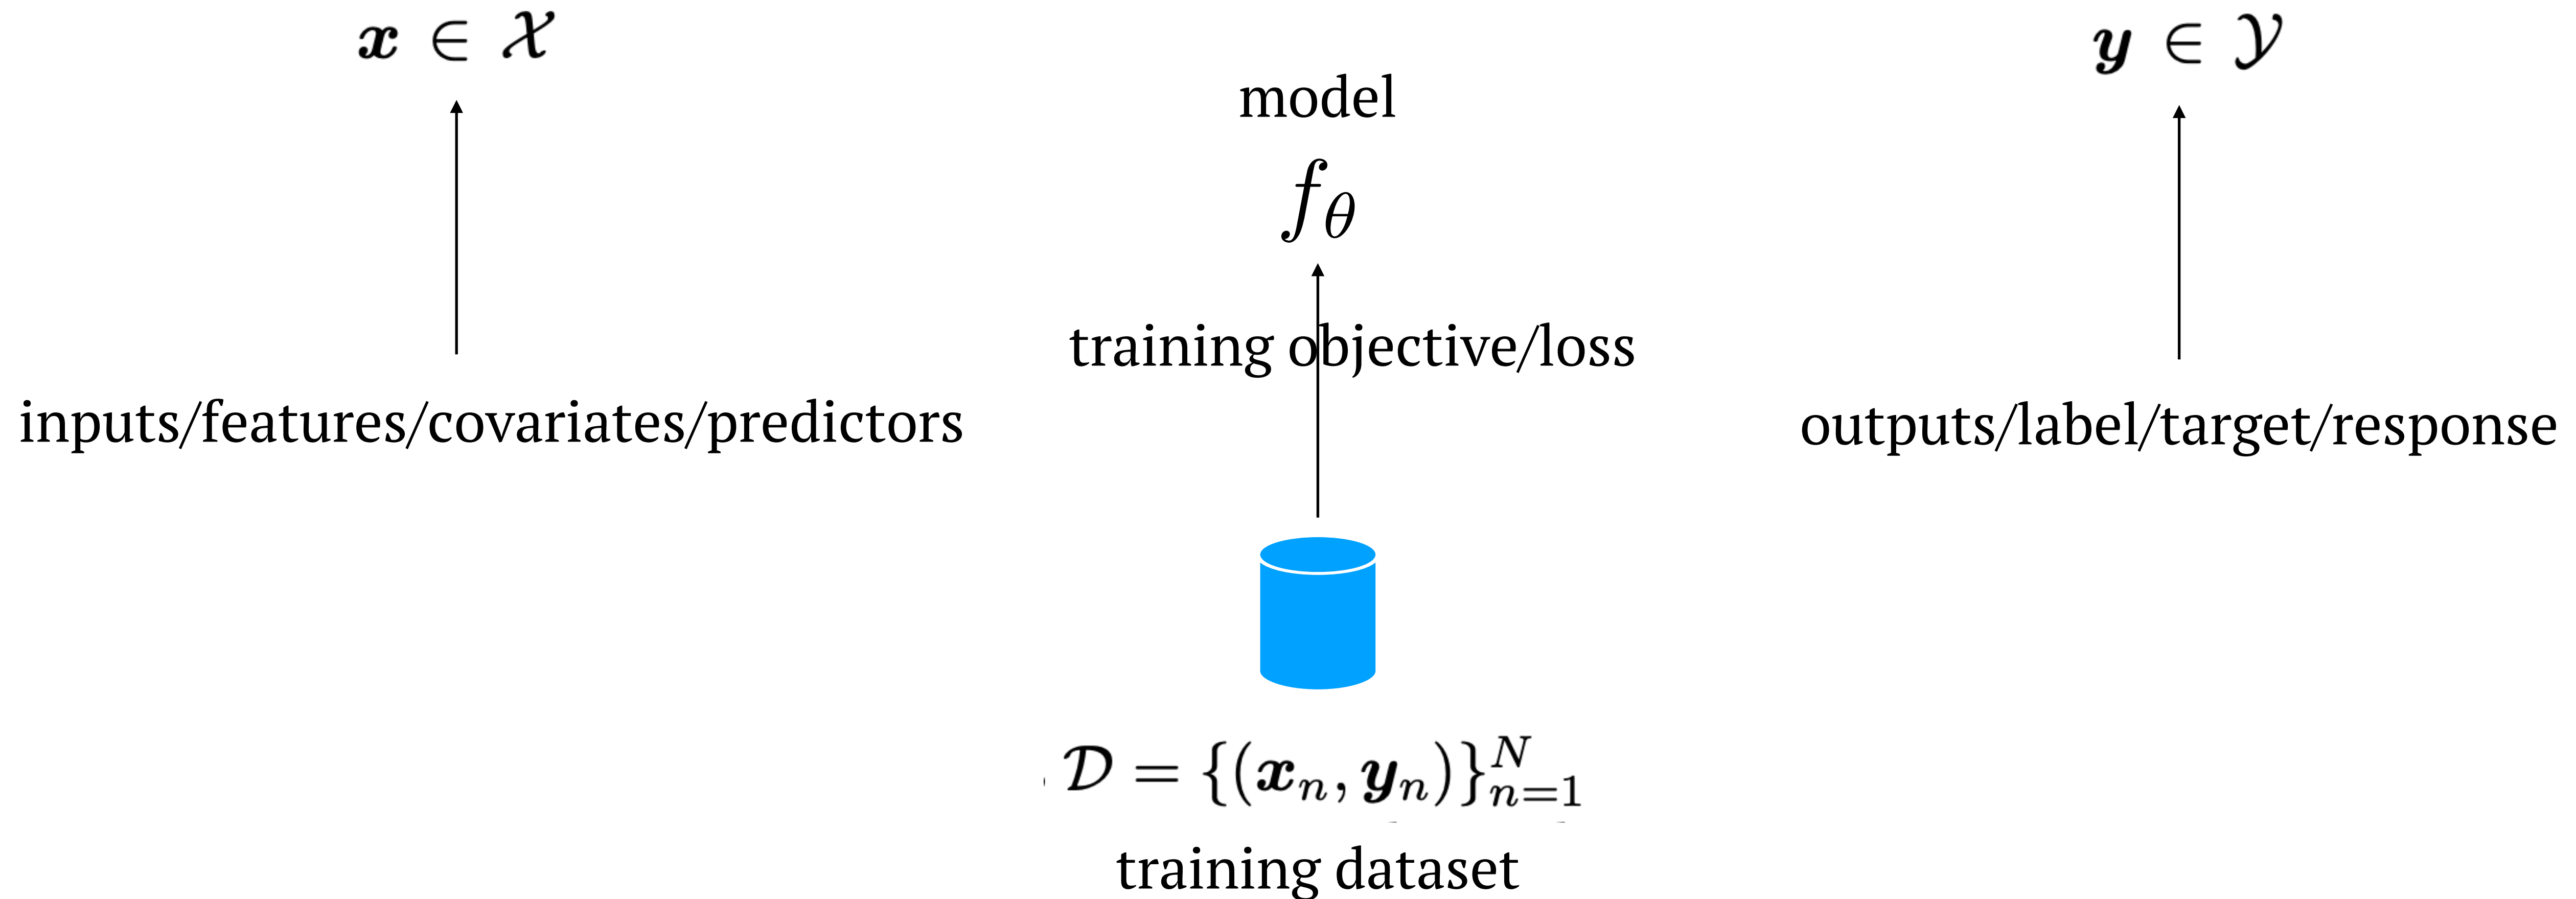 𝒙 ∈ 𝒳
𝒚 ∈ 𝒴
model
f_θ
training objective/loss
inputs/features/covariates/predictors
outputs/label/target/response
𝒟 = {(𝒙_n, 𝒚_n)}_{n=1}^N
training dataset